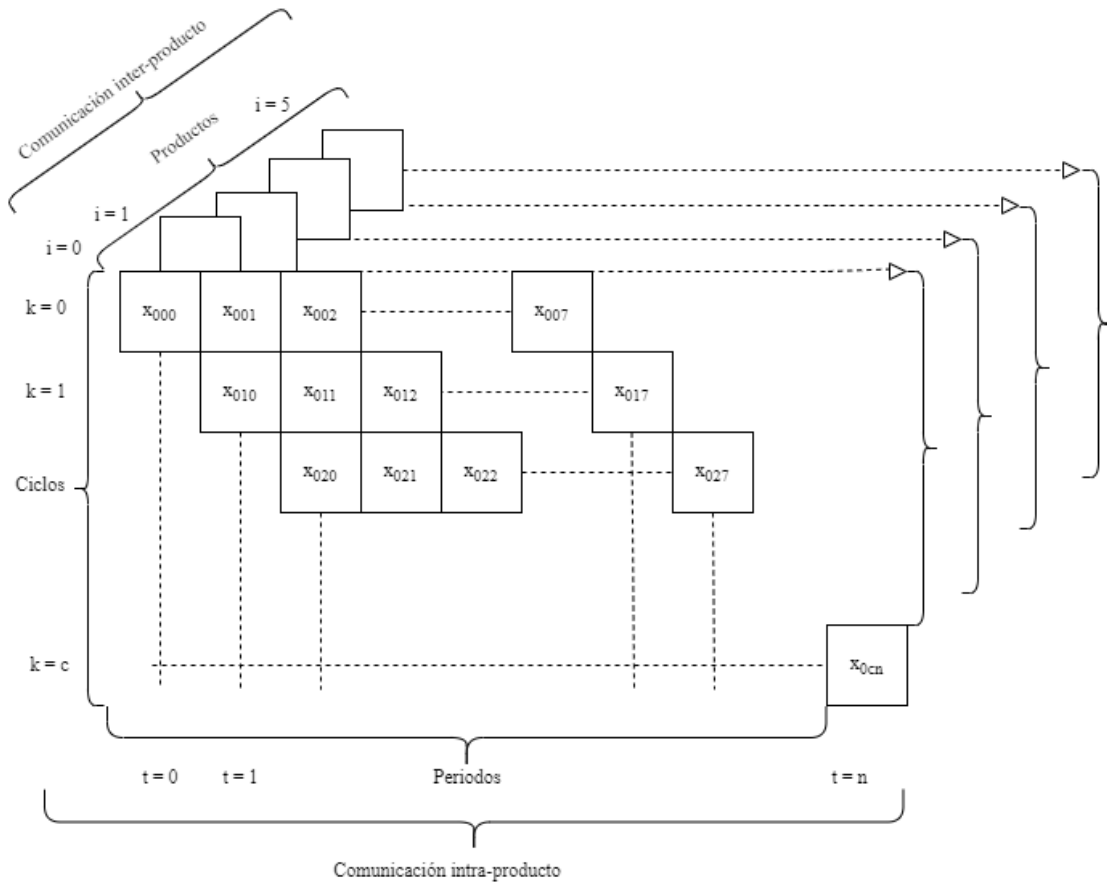 Comunicación inter-producto
Productos
i = 5
i = 1
i = 0
k = 0
x000
x001
x002
x007
k = 1
x010
x011
x012
x017
Ciclos
x020
x021
x022
x027
k = c
x0cn
t = 0
t = 1
Periodos
t = n
Comunicación intra-producto